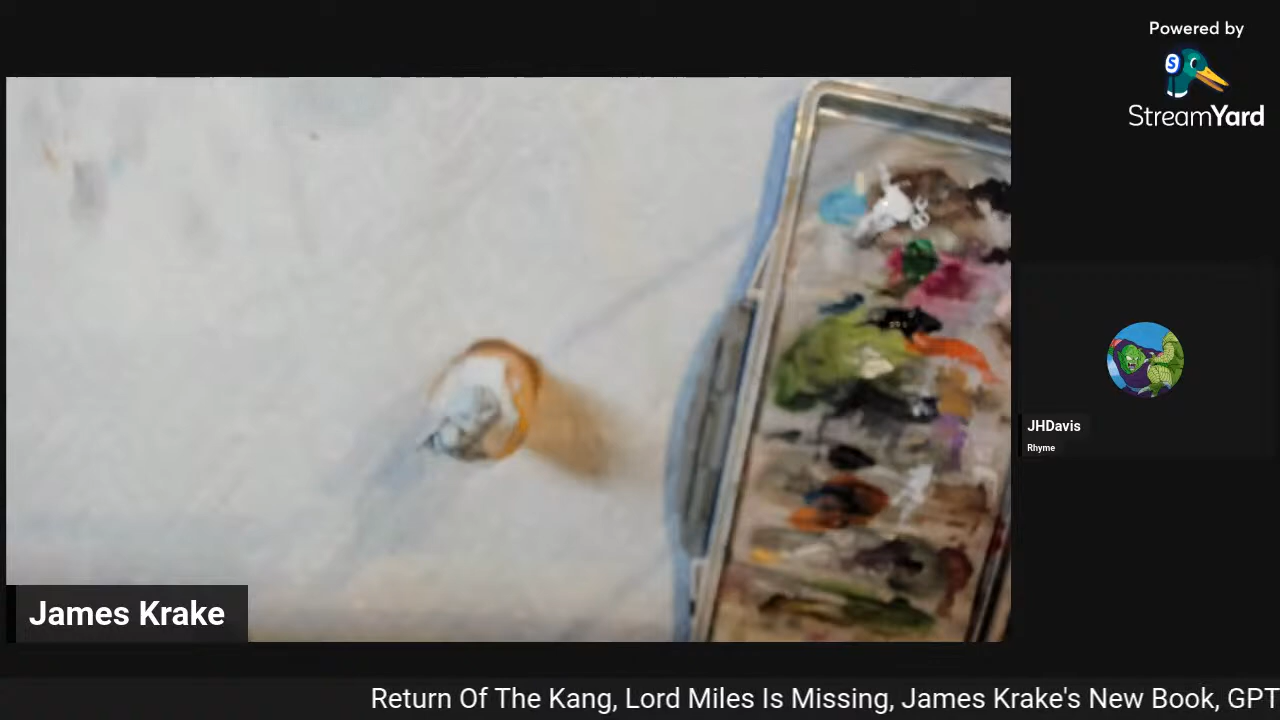 Powered by
StreamYard
James Krake
JHDavis
Rhyme
Return Of The Kang, Lord Miles Is Missing, James Krake's New Book, GPT